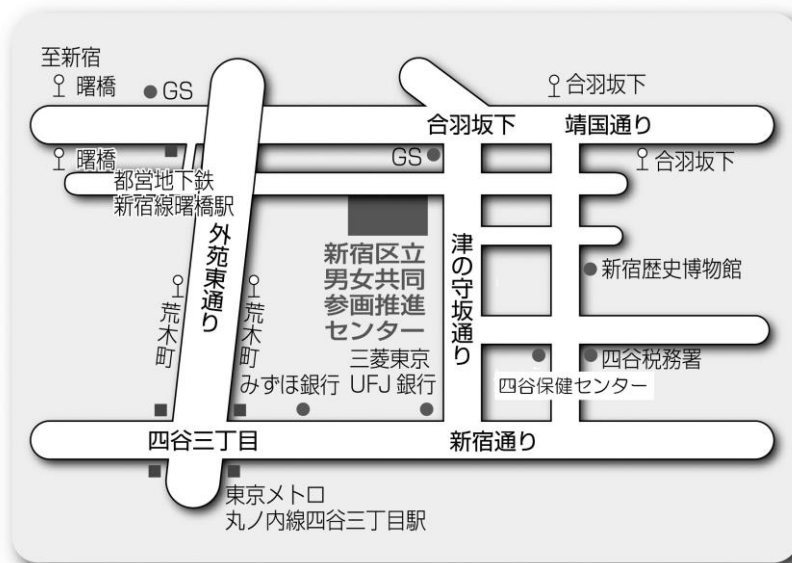 至新宿
曙橋
GS
合羽坂下
合羽坂下
靖国通り
曙橋
GS
合羽坂下
都営地下鉄
新宿線曙橋駅
外苑東通り
新宿区立
男女共同
参画推進
センター
津の守坂通り
新宿歴史博物館
荒木町
荒木町
三菱東京
UFJ 銀行
みずほ銀行
四谷税務署
四谷保健センター
四谷三丁目
新宿通り
東京メトロ
丸ノ内線四谷三丁目駅